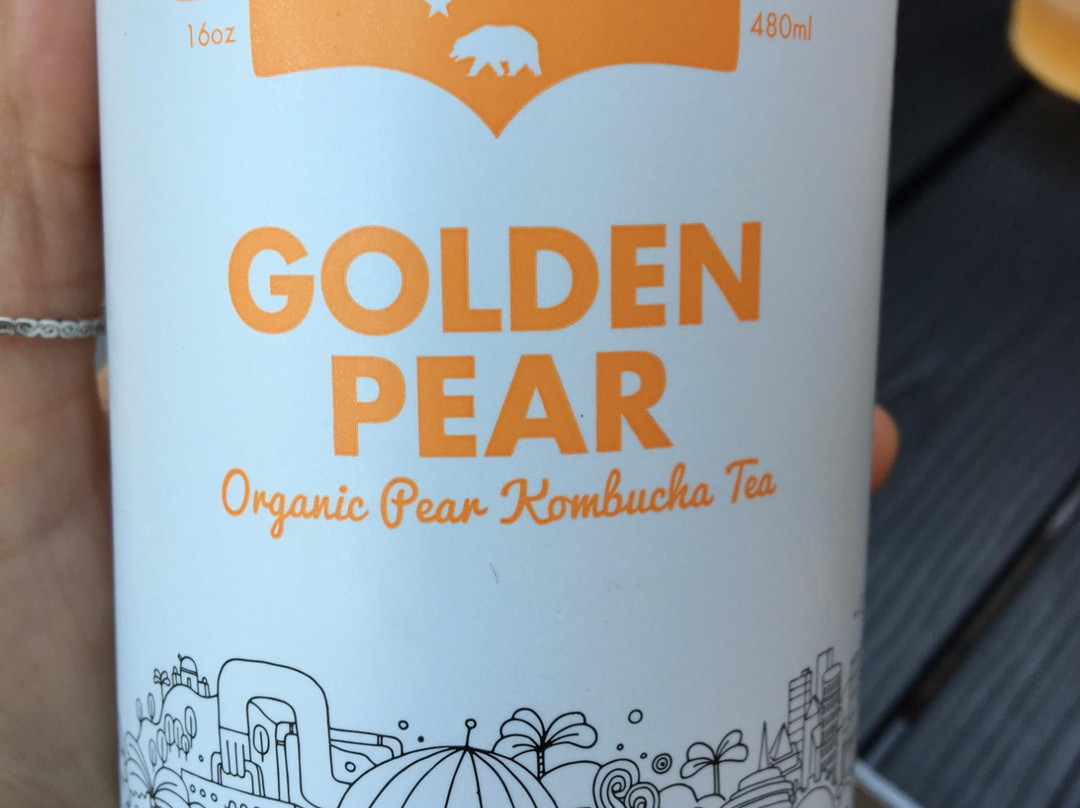 16oz
480ml
GOLDEN
PEAR
Organic Pear Kombucha Tea